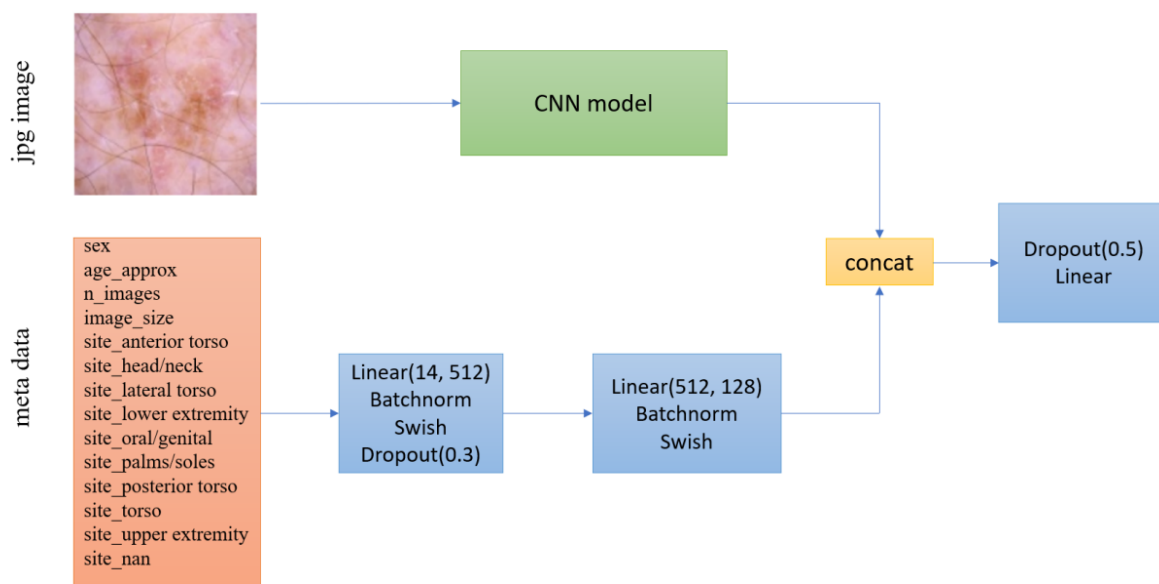 jpg image
CNN model
meta data
sex
age_approx
n_images
image_size
site_anterior torso
site_head/neck
site_lateral torso
site_lower extremity
site_oral/genital
site_palms/soles
site_posterior torso
site_torso
site_upper extremity
site_nan
Linear(14, 512)
Batchnorm
Swish
Dropout(0.3)
Linear(512, 128)
Batchnorm
Swish
concat
Dropout(0.5)
Linear